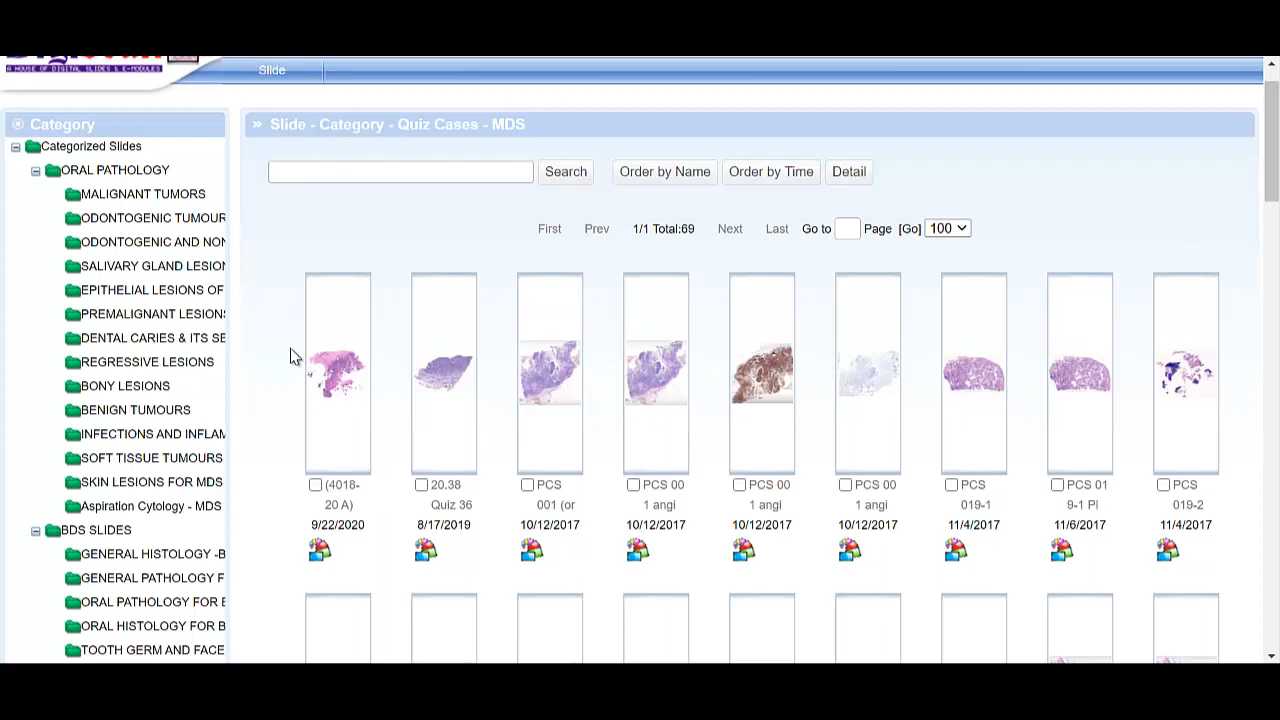 A HOUSE OF DIGITAL SLIDES & E-MODULES
Slide
Category
Categorized Slides
ORAL PATHOLOGY
MALIGNANT TUMORS
ODONTOGENIC TUMOUR
ODONTOGENIC AND NON
SALIVARY GLAND LESION
EPITHELIAL LESIONS OF
PREMALIGNANT LESION
DENTAL CARIES & ITS SE
REGRESSIVE LESIONS
BONY LESIONS
BENIGN TUMOURS
INFECTIONS AND INFLAM
SOFT TISSUE TUMOURS
SKIN LESIONS FOR MDS
Aspiration Cytology - MDS
BDS SLIDES
GENERAL HISTOLOGY -B
GENERAL PATHOLOGY F
ORAL PATHOLOGY FOR B
ORAL HISTOLOGY FOR B
TOOTH GERM AND FACE
» Slide - Category - Quiz Cases - MDS
Search Order by Name Order by Time Detail
First Prev 1/1 Total:69 Next Last Go to Page [Go] 100
(4018- 20.38 PCS PCS 00 PCS 00 PCS 00 PCS PCS 01 PCS
20 A) Quiz 36 001 (or 1 angi 1 angi 1 angi 019-1 9-1 Pl 019-2
9/22/2020 8/17/2019 10/12/2017 10/12/2017 10/12/2017 10/12/2017 11/4/2017 11/6/2017 11/4/2017